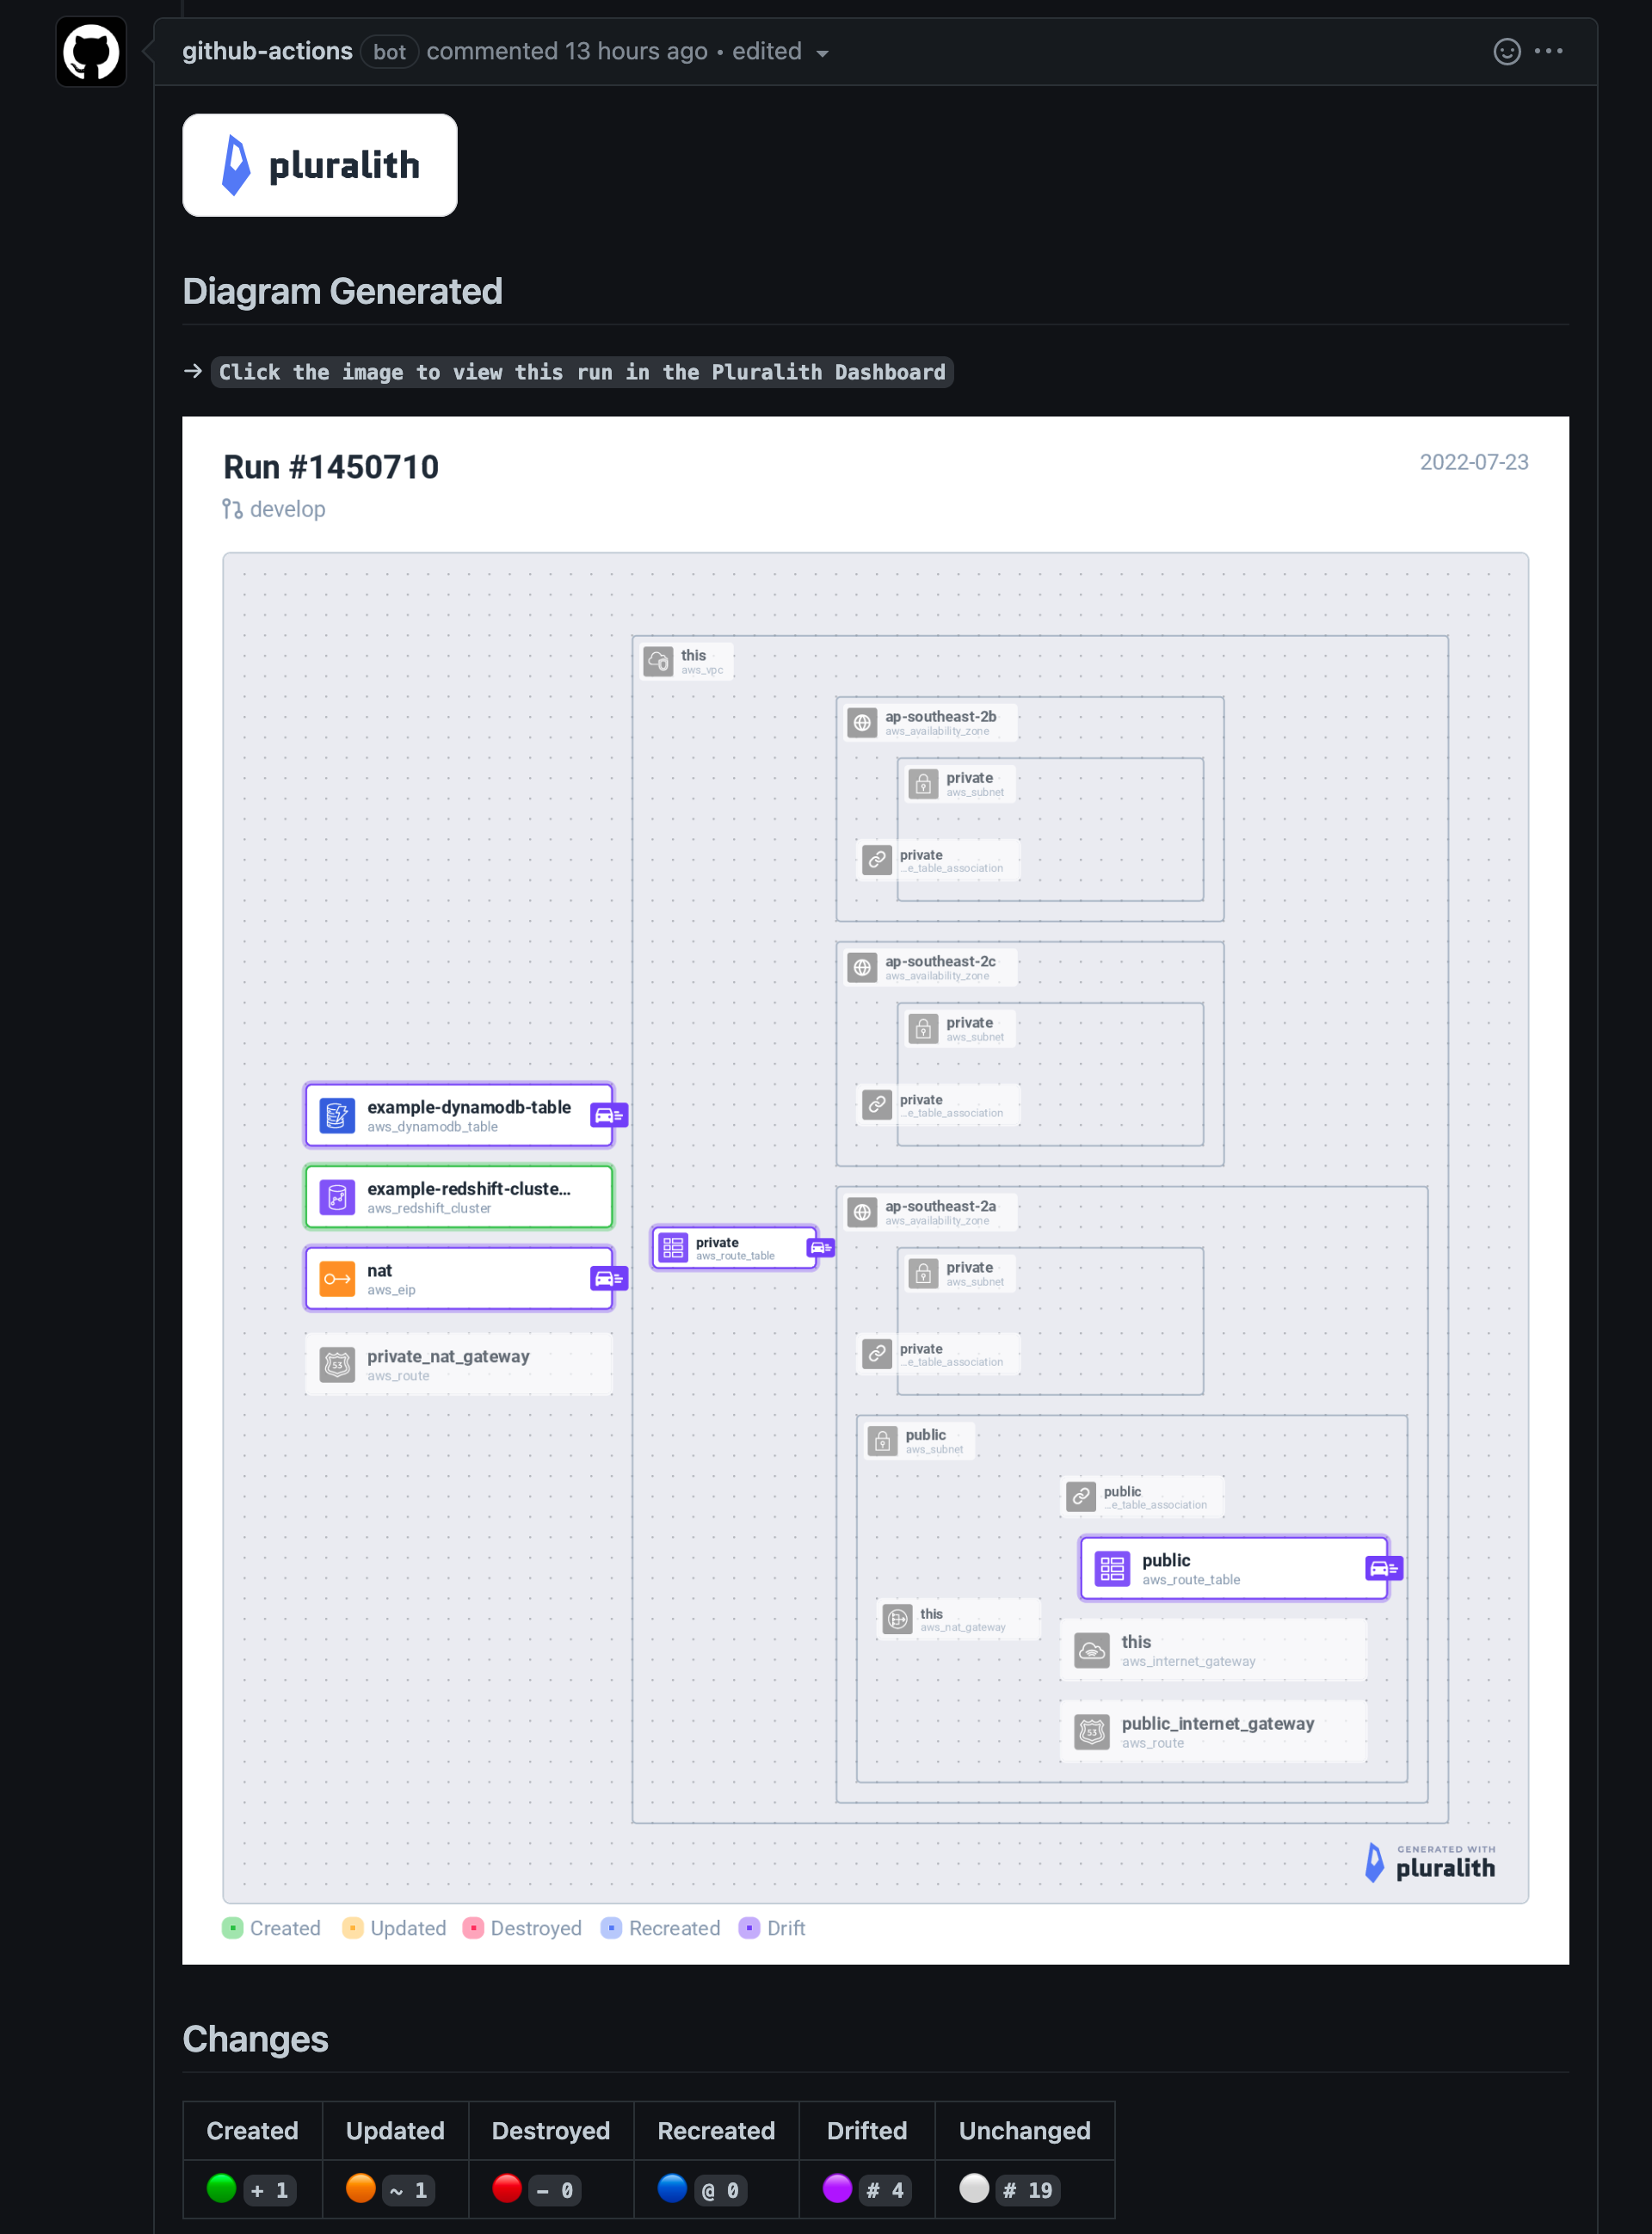 github-actions bot commented 13 hours ago • edited
pluralith
Diagram Generated
→ Click the image to view this run in the Pluralith Dashboard
Run #1450710
2022-07-23
develop
this
aws_vpc
ap-southeast-2b
aws_availability_zone
private
aws_subnet
private
...e_table_association
ap-southeast-2c
aws_availability_zone
private
aws_subnet
private
...e_table_association
example-dynamodb-table
aws_dynamodb_table
example-redshift-cluste...
aws_redshift_cluster
nat
aws_eip
53
private_nat_gateway
aws_route
private
aws_route_table
ap-southeast-2a
aws_availability_zone
private
aws_subnet
private
...e_table_association
public
aws_subnet
public
...e_table_association
public
aws_route_table
this
aws_nat_gateway
this
aws_internet_gateway
53
public_internet_gateway
aws_route
GENERATED WITH
pluralith
Created Updated Destroyed Recreated Drift
Changes
Created Updated Destroyed Recreated Drifted Unchanged
+ 1 ~ 1 - 0 @ 0 # 4 # 19